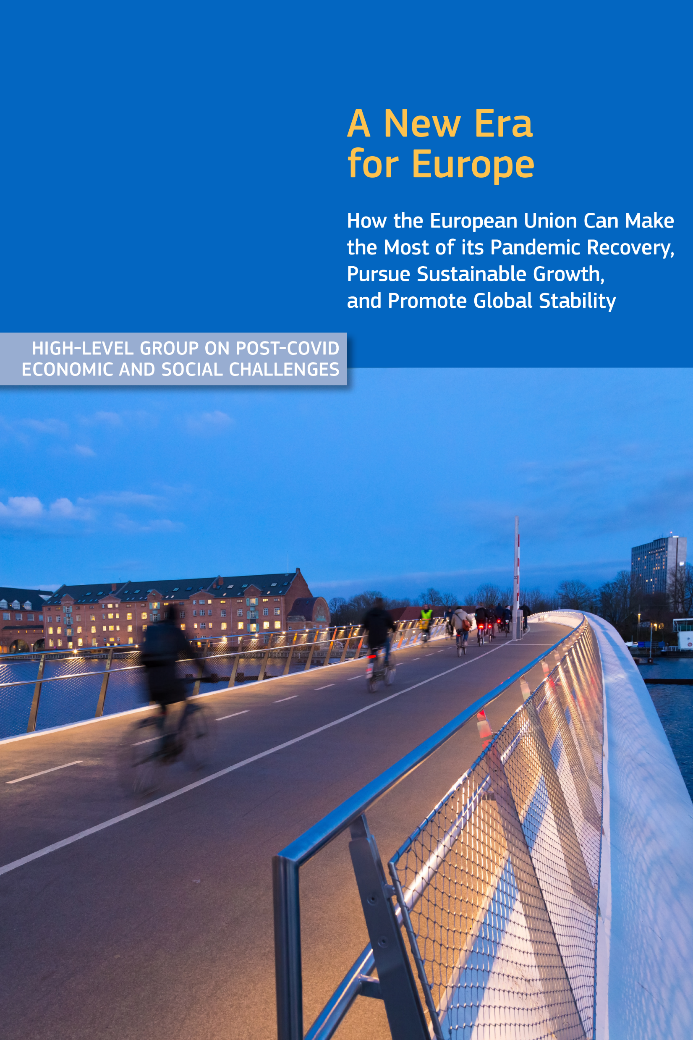 A New Era
for Europe
How the European Union Can Make
the Most of its Pandemic Recovery,
Pursue Sustainable Growth,
and Promote Global Stability
HIGH-LEVEL GROUP ON POST-COVID
ECONOMIC AND SOCIAL CHALLENGES